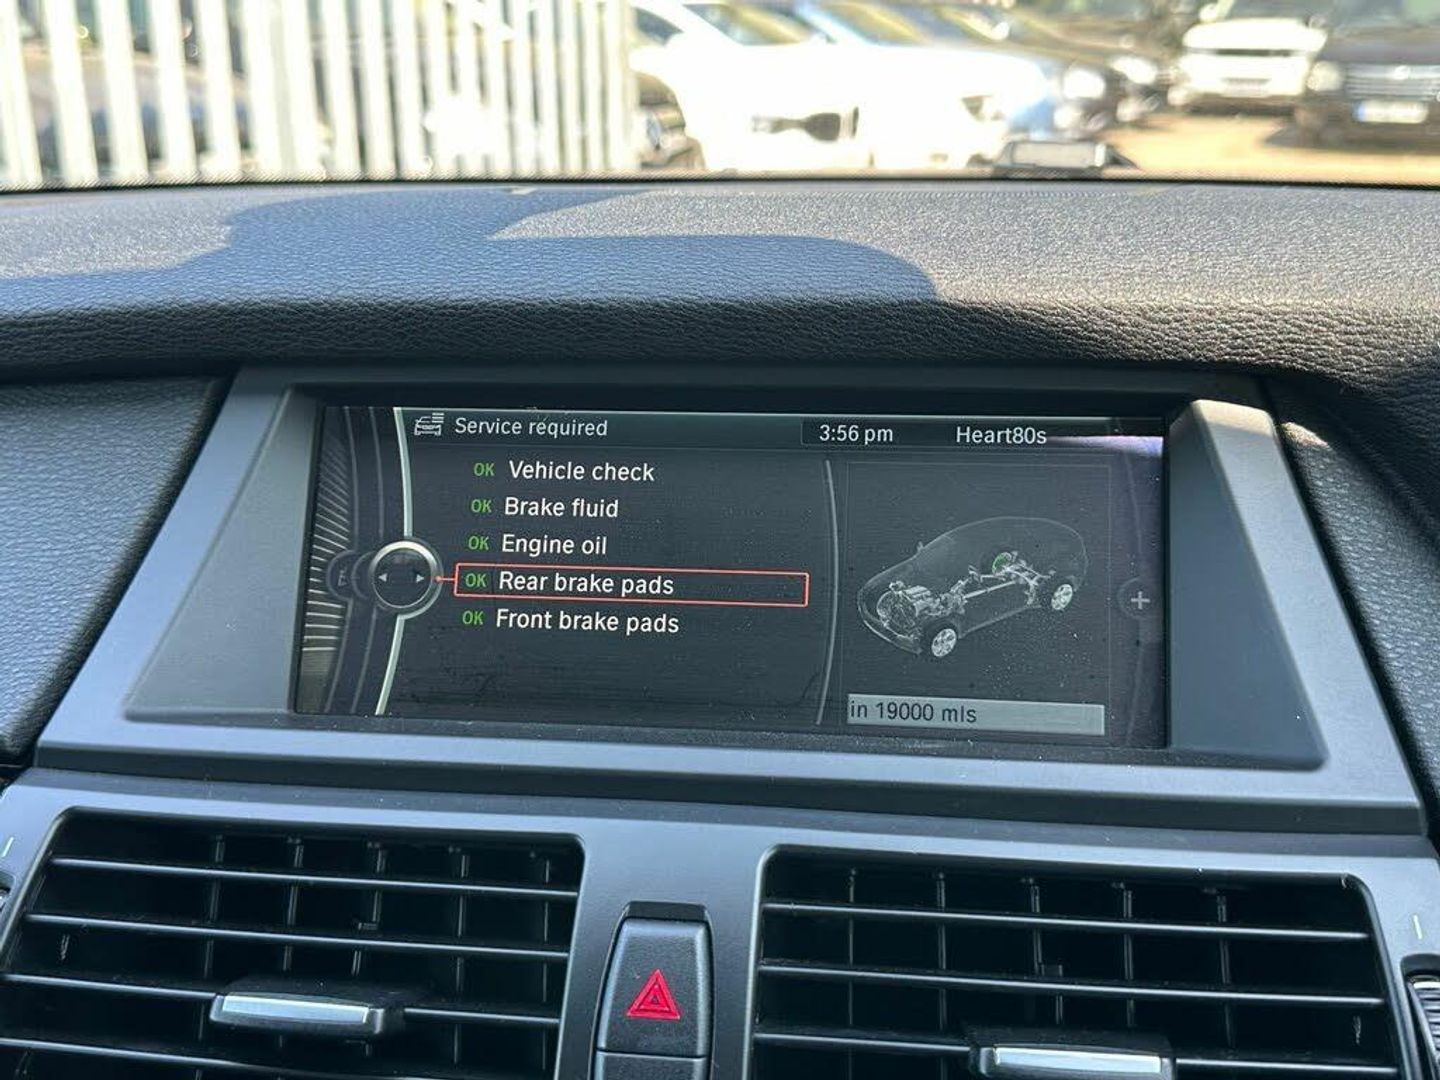 Service required 3:56 pm Heart80s
OK Vehicle check
OK Brake fluid
OK Engine oil
OK Rear brake pads
OK Front brake pads
in 19000 mls